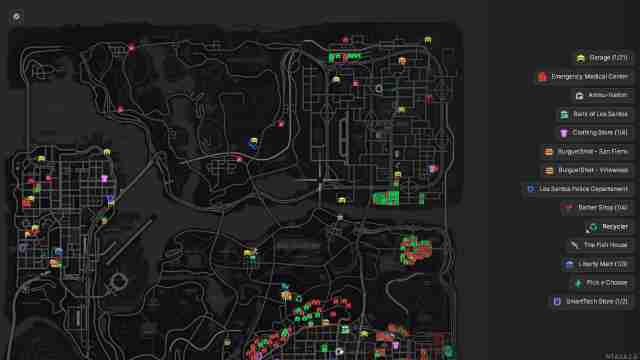 Garage (1/21)
Emergency Medical Center
Ammu-Nation
Bank of Los Santos
Clothing Store (1/4)
BurgerShot - San Fierro
BurgerShot - Vinewood
Los Santos Police Departement
Barber Shop (1/4)
Recycler
The Fish House
Liberty Mart (1/3)
Pick a Choose
SmartTech Store (1/2)